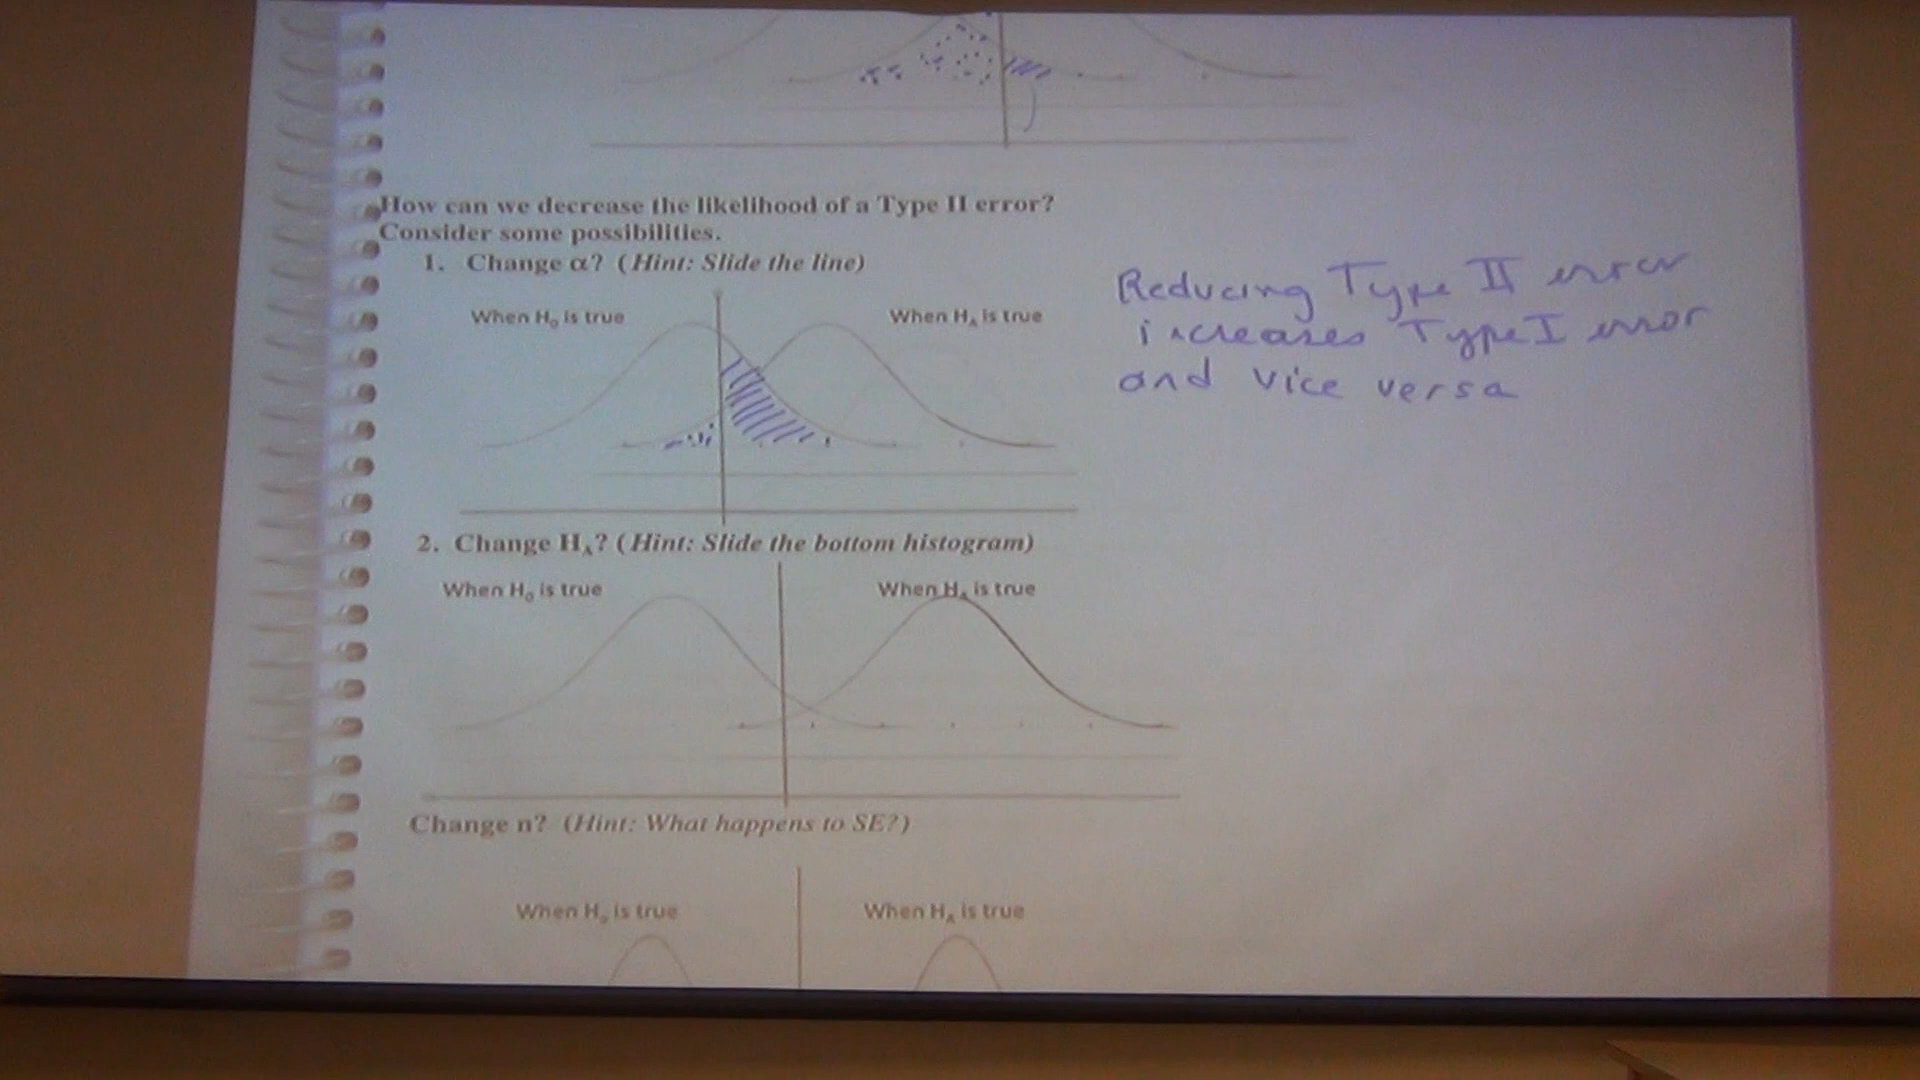 How can we decrease the likelihood of a Type II error?
Consider some possibilities.
1. Change α? (Hint: Slide the line)
When H₀ is true
When Hₐ is true
Reducing Type II error
increases Type I error
and vice versa
2. Change Hₐ? (Hint: Slide the bottom histogram)
When H₀ is true
When Hₐ is true
Change n? (Hint: What happens to SE?)
When H₀ is true
When Hₐ is true